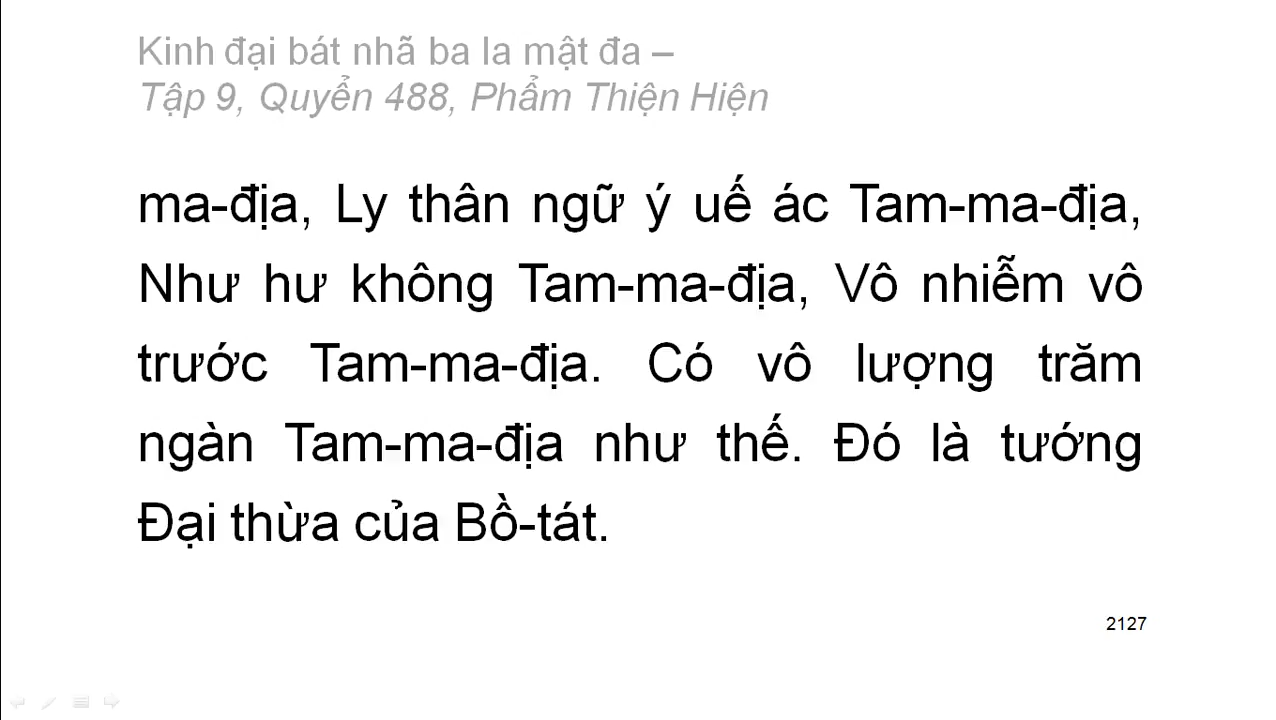 Kinh đại bát nhã ba la mật đa –
Tập 9, Quyển 488, Phẩm Thiện Hiện
ma-địa, Ly thân ngữ ý uế ác Tam-ma-địa,
Như hư không Tam-ma-địa, Vô nhiễm vô
trước Tam-ma-địa. Có vô lượng trăm
ngàn Tam-ma-địa như thế. Đó là tướng
Đại thừa của Bồ-tát.
2127